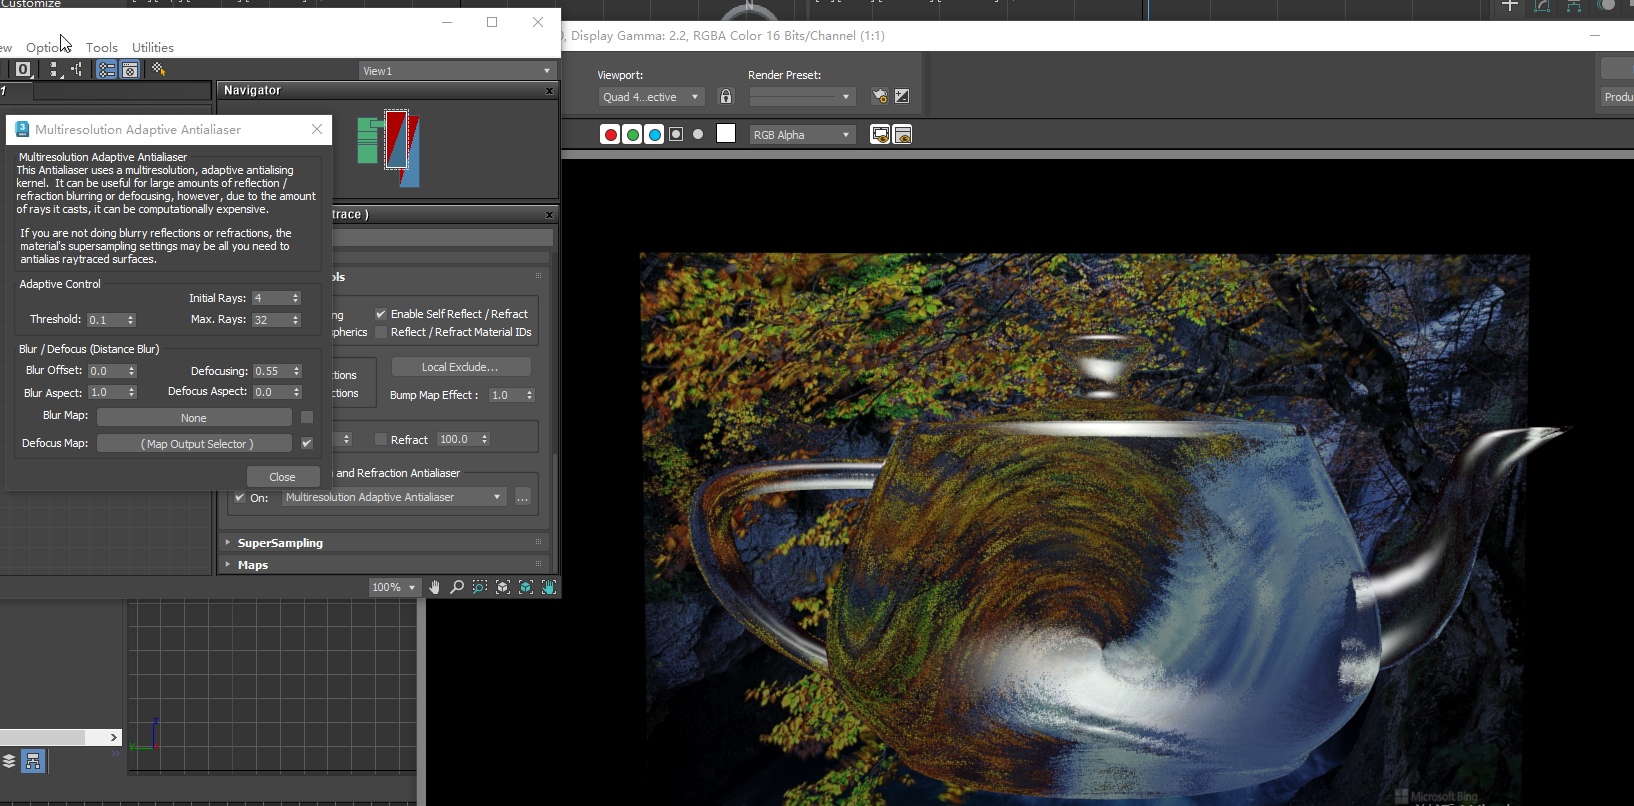 Customize
, Display Gamma: 2.2, RGBA Color 16 Bits/Channel (1:1)
Options
Tools
Utilities
View1
Navigator
Viewport:
Render Preset:
Quad 4...ective
Produ
RGB Alpha
Multiresolution Adaptive Antialiaser
Multiresolution Adaptive Antialiaser
This Antialiaser uses a multiresolution, adaptive antialising
kernel. It can be useful for large amounts of reflection /
refraction blurring or defocusing, however, due to the amount
of rays it casts, it can be computationally expensive.
If you are not doing blurry reflections or refractions, the
material's supersampling settings may be all you need to
antialias raytraced surfaces.
Adaptive Control
Initial Rays: 4
Threshold: 0.1
Max. Rays: 32
Blur / Defocus (Distance Blur)
Blur Offset: 0.0
Defocusing: 0.55
Blur Aspect: 1.0
Defocus Aspect: 0.0
Blur Map: None
Defocus Map: ( Map Output Selector )
Close
trace )
ols
ng
Enable Self Reflect / Refract
spherics
Reflect / Refract Material IDs
Local Exclude...
ctions
ctions
Bump Map Effect : 1.0
Refract 100.0
n and Refraction Antialiaser
On: Multiresolution Adaptive Antialiaser
...
SuperSampling
Maps
100%
Microsoft Bing